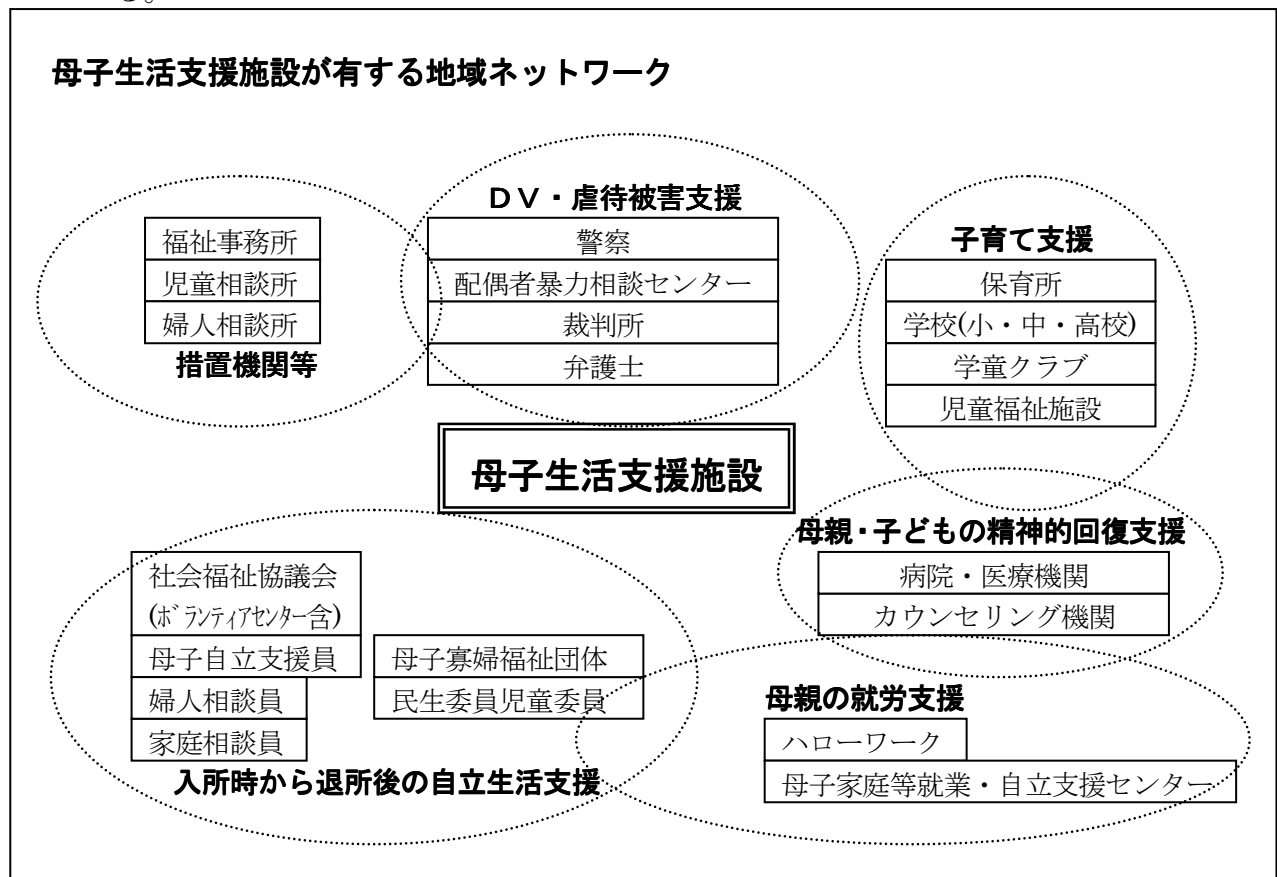 る。
母子生活支援施設が有する地域ネットワーク
福祉事務所
児童相談所
婦人相談所
措置機関等
ＤＶ・虐待被害支援
警察
配偶者暴力相談センター
裁判所
弁護士
子育て支援
保育所
学校(小・中・高校)
学童クラブ
児童福祉施設
母子生活支援施設
母親・子どもの精神的回復支援
病院・医療機関
カウンセリング機関
社会福祉協議会
(ﾎﾞﾗﾝﾃｨｱｾﾝﾀｰ含)
母子自立支援員
婦人相談員
家庭相談員
母子寡婦福祉団体
民生委員児童委員
入所時から退所後の自立生活支援
母親の就労支援
ハローワーク
母子家庭等就業・自立支援センター